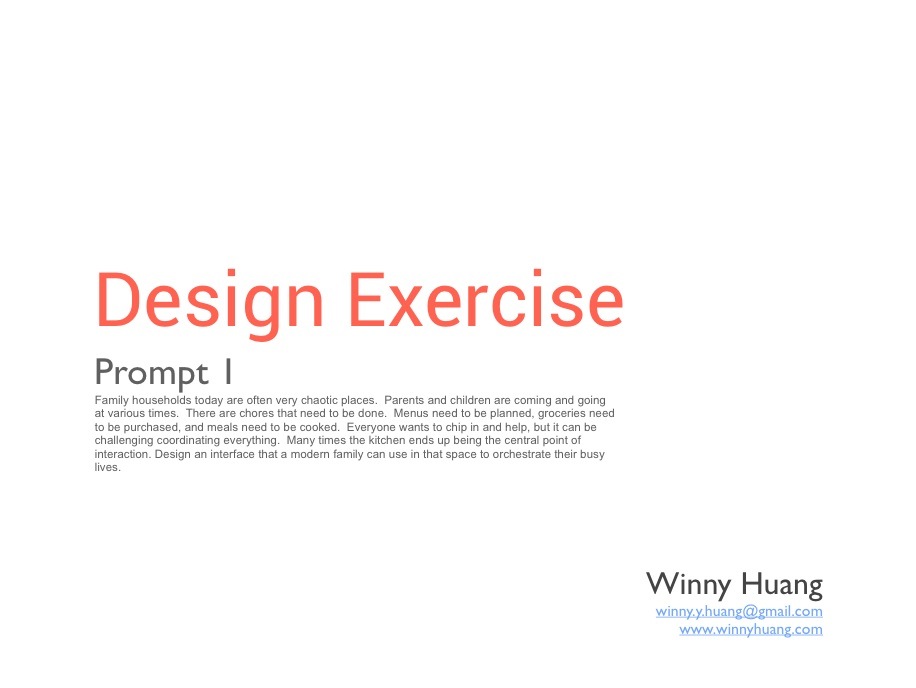 Design Exercise
Prompt 1
Family households today are often very chaotic places.  Parents and children are coming and going
at various times.  There are chores that need to be done.  Menus need to be planned, groceries need
to be purchased, and meals need to be cooked.  Everyone wants to chip in and help, but it can be
challenging coordinating everything.  Many times the kitchen ends up being the central point of
interaction. Design an interface that a modern family can use in that space to orchestrate their busy
lives.
Winny Huang
winny.y.huang@gmail.com
www.winnyhuang.com